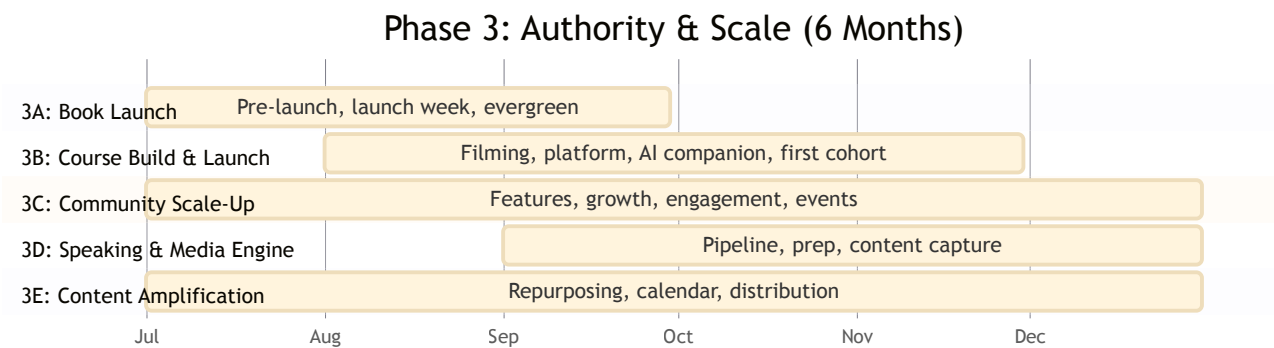 Phase 3: Authority & Scale (6 Months)
3A: Book Launch
Pre-launch, launch week, evergreen
3B: Course Build & Launch
Filming, platform, AI companion, first cohort
3C: Community Scale-Up
Features, growth, engagement, events
3D: Speaking & Media Engine
Pipeline, prep, content capture
3E: Content Amplification
Repurposing, calendar, distribution
Jul Aug Sep Oct Nov Dec